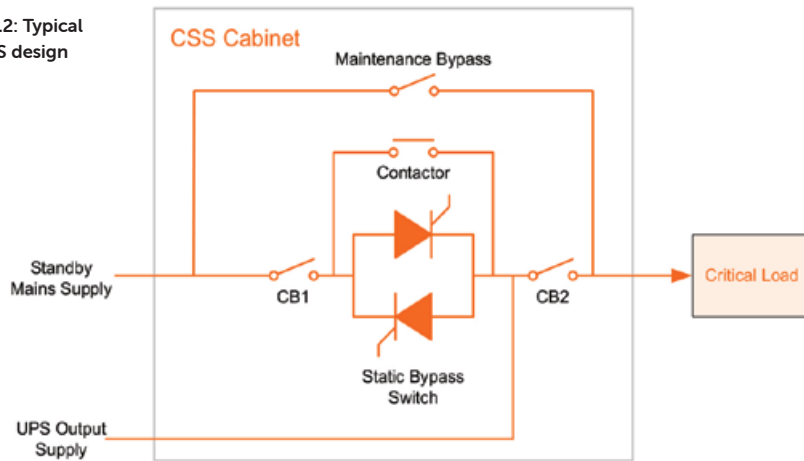 .2: Typical
S design
CSS Cabinet
Maintenance Bypass
Contactor
Standby
Mains Supply
CB1
CB2
Critical Load
Static Bypass
Switch
UPS Output
Supply